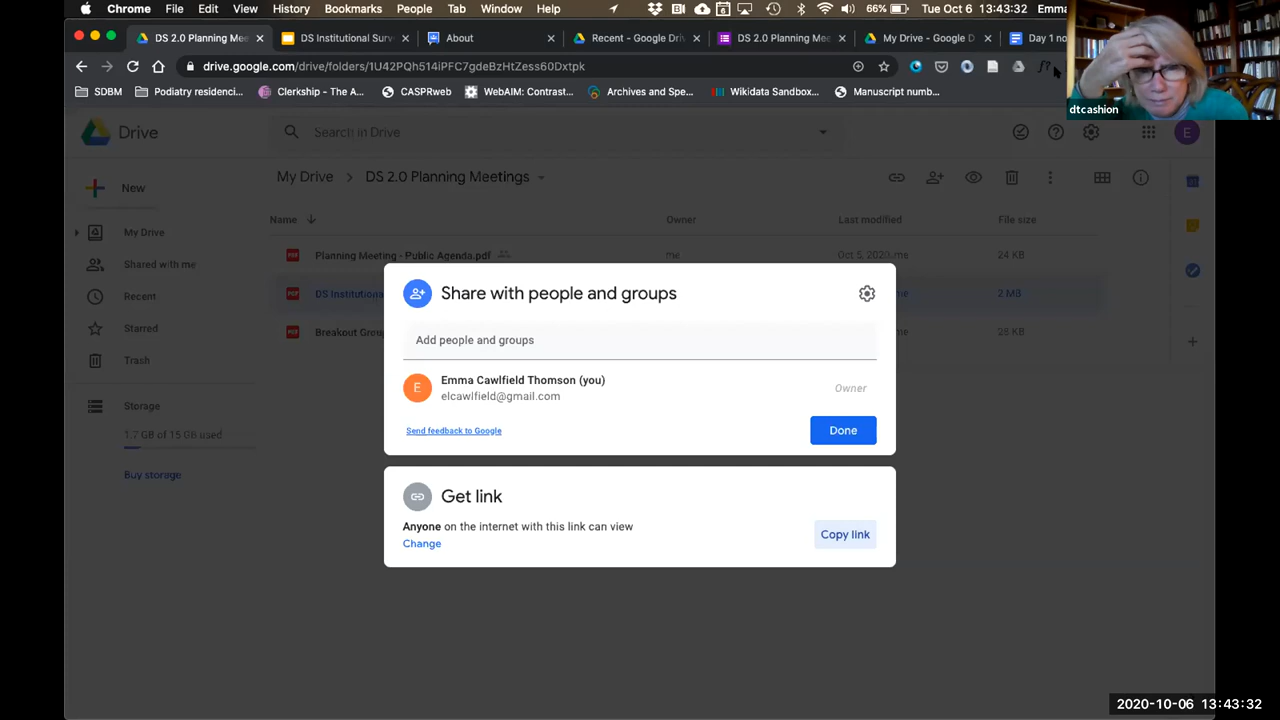 Chrome File Edit View History Bookmarks People Tab Window Help 66% Tue Oct 6 13:43:32 Emma
DS 2.0 Planning Mee DS Institutional Surv About Recent - Google Driv DS 2.0 Planning Mee My Drive - Google D Day 1 no
drive.google.com/drive/folders/1U42PQh514iPFC7gdeBzHtZess60Dxtpk
SDBM Podiatry residenci... Clerkship - The A... CASPRweb WebAIM: Contrast... Archives and Spe... Wikidata Sandbox... Manuscript numb...
dtcashion
Drive Search in Drive E
My Drive > DS 2.0 Planning Meetings
New
Name Owner Last modified File size
My Drive
Shared with me
Recent
Starred
Trash
Storage
1.7 GB of 15 GB used
Buy storage
Planning Meeting - Public Agenda.pdf me Oct 5, 2020 me 24 KB
DS Institutiona me 2 MB
Breakout Grou me 28 KB
Share with people and groups
Add people and groups
E Emma Cawlfield Thomson (you)
elcawlfield@gmail.com
Owner
Send feedback to Google Done
Get link
Anyone on the internet with this link can view
Change
Copy link
2020-10-06 13:43:32